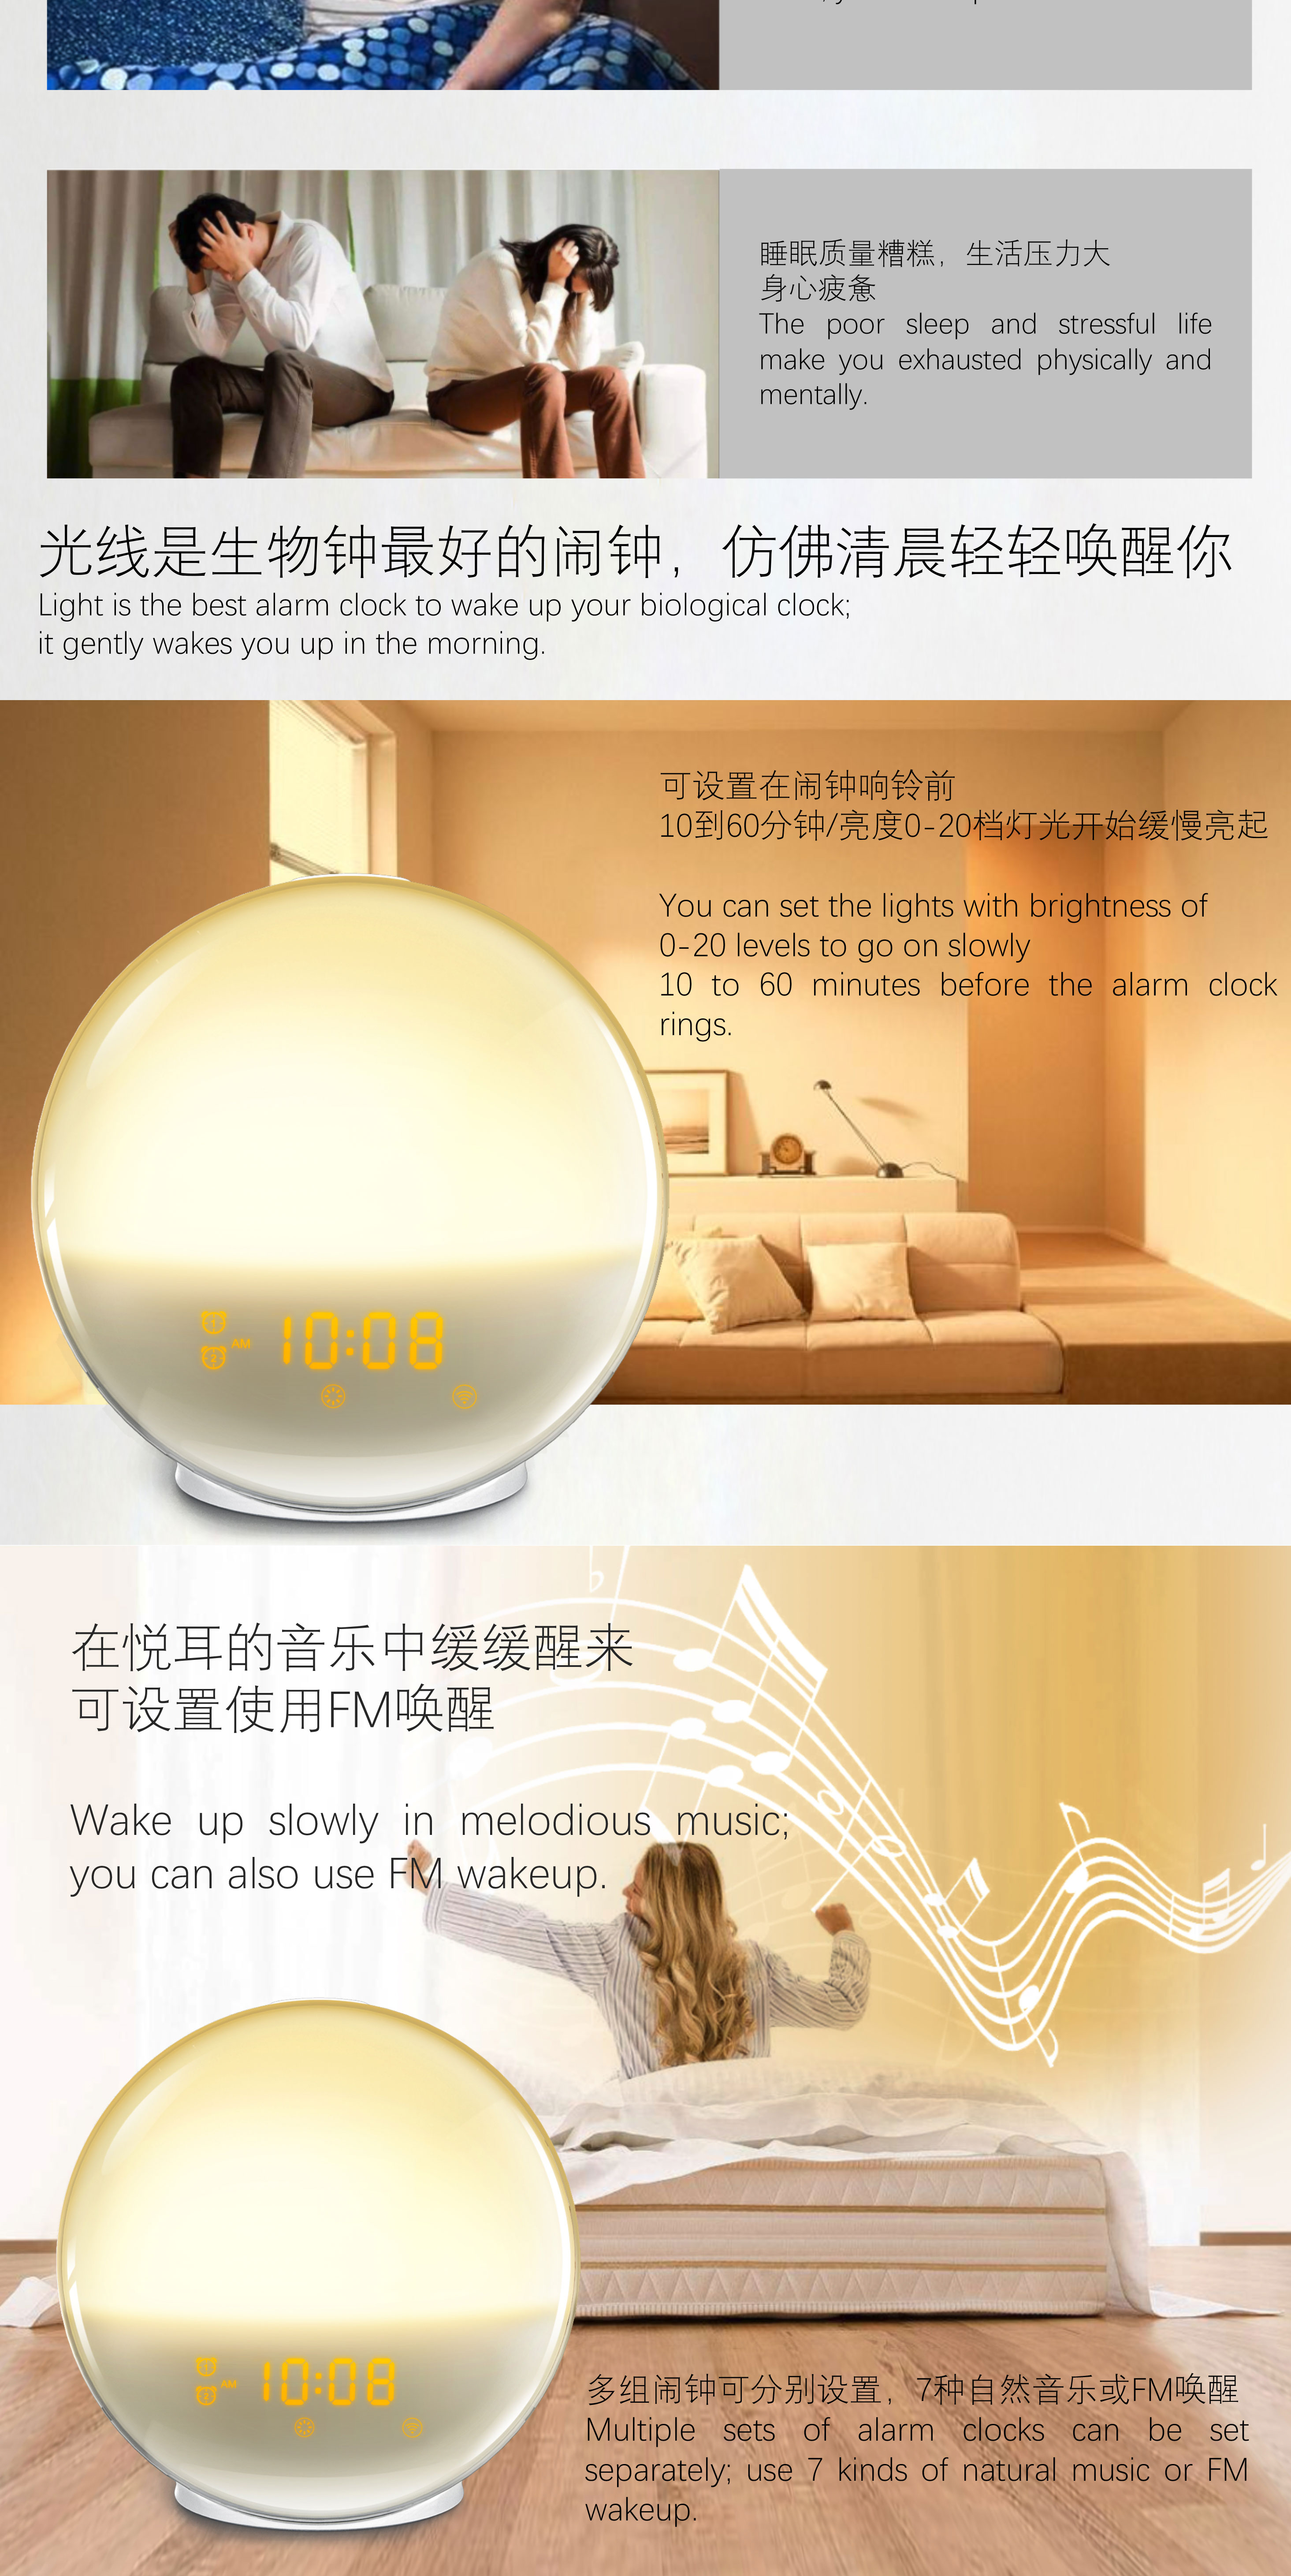 睡眠质量糟糕，生活压力大
身心疲惫
The poor sleep and stressful life
make you exhausted physically and
mentally.
光线是生物钟最好的闹钟，仿佛清晨轻轻唤醒你
Light is the best alarm clock to wake up your biological clock;
it gently wakes you up in the morning.
可设置在闹钟响铃前
10到60分钟/亮度0-20档灯光开始缓慢亮起
You can set the lights with brightness of
0-20 levels to go on slowly
10 to 60 minutes before the alarm clock
rings.
1
AM
10:08
2
在悦耳的音乐中缓缓醒来
可设置使用FM唤醒
Wake up slowly in melodious music;
you can also use FM wakeup.
1
AM
10:08
2
多组闹钟可分别设置，7种自然音乐或FM唤醒
Multiple sets of alarm clocks can be set
separately; use 7 kinds of natural music or FM
wakeup.